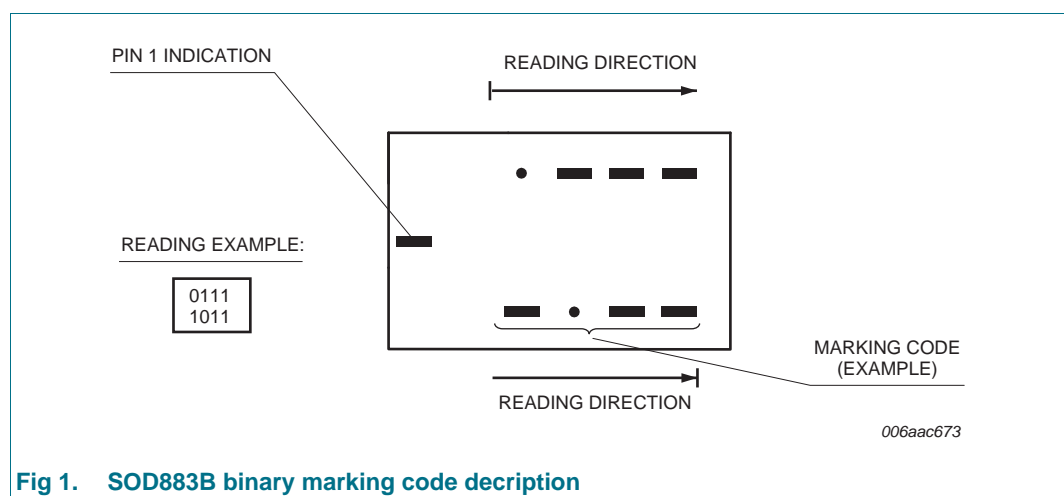 PIN 1 INDICATION
READING DIRECTION
READING EXAMPLE:
0111
1011
MARKING CODE
(EXAMPLE)
READING DIRECTION
006aac673
Fig 1. SOD883B binary marking code decription